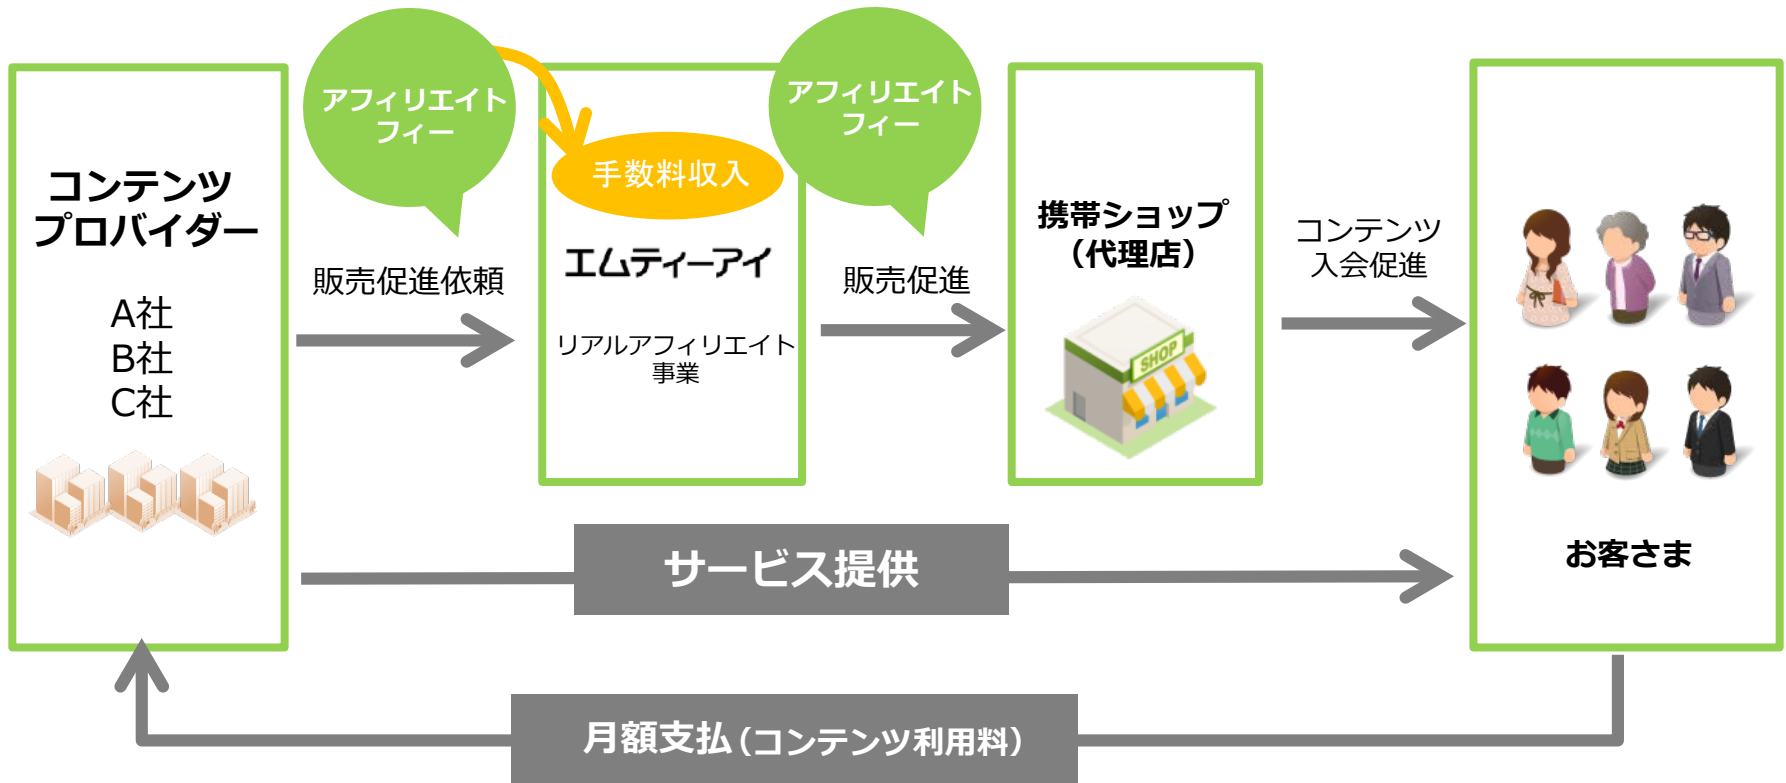 コンテンツ
プロバイダー
A社
B社
C社
アフィリエイト
フィー
販売促進依頼
手数料収入
エムティーアイ
リアルアフィリエイト
事業
アフィリエイト
フィー
販売促進
携帯ショップ
（代理店）
SHOP
コンテンツ
入会促進
お客さま
サービス提供
月額支払（コンテンツ利用料）